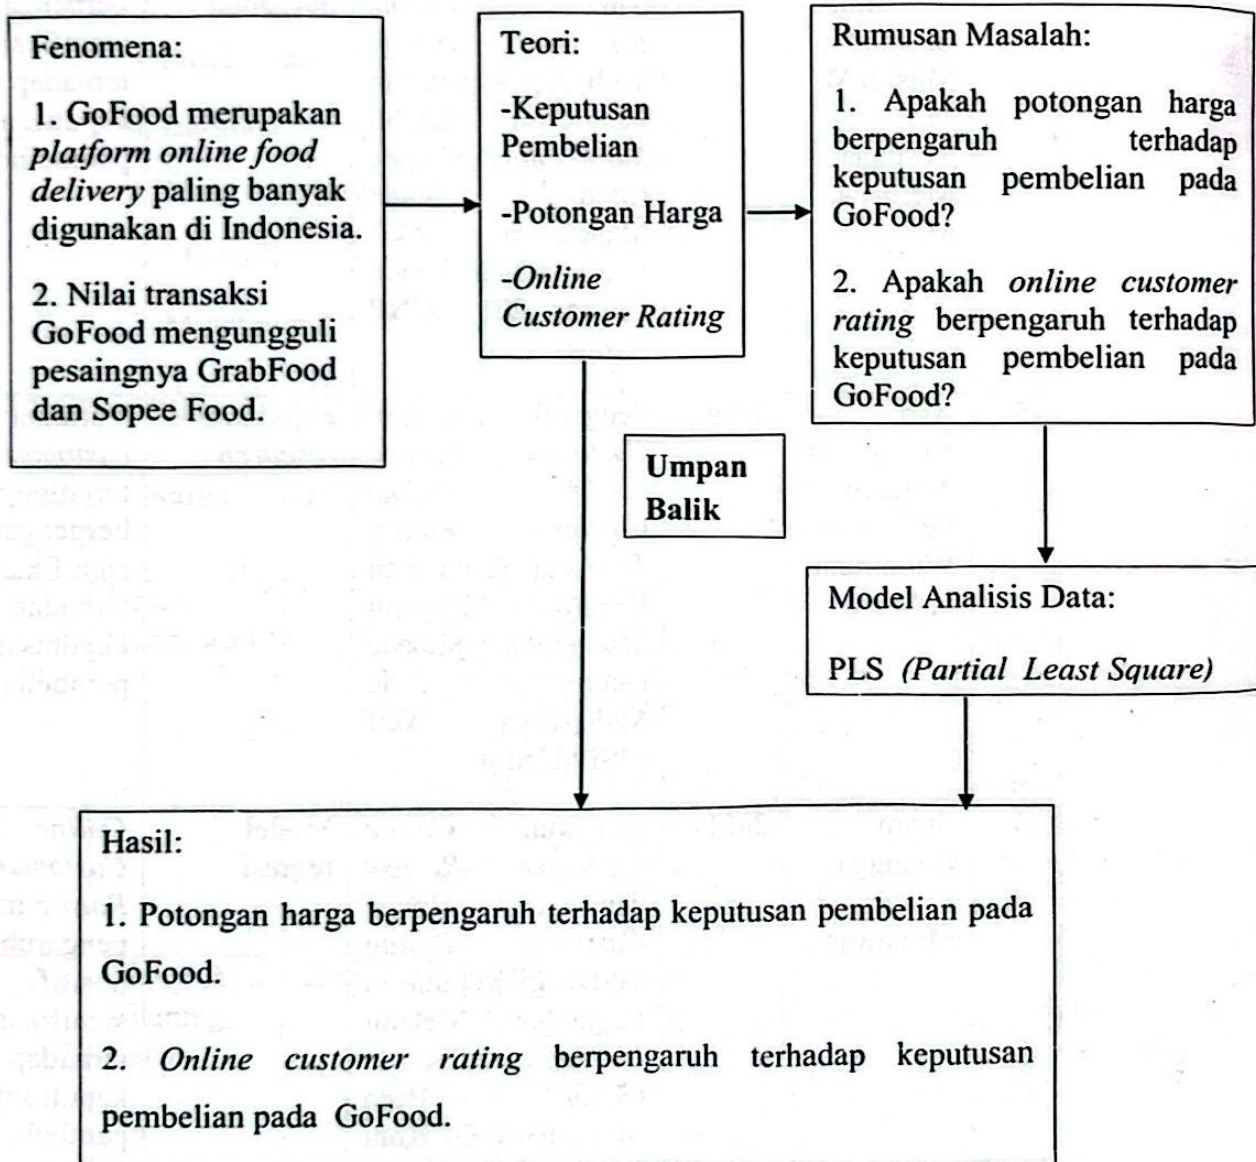 Fenomena:
1. GoFood merupakan
platform online food
delivery paling banyak
digunakan di Indonesia.
2. Nilai transaksi
GoFood mengungguli
pesaingnya GrabFood
dan Sopee Food.
Teori:
-Keputusan
Pembelian
-Potongan Harga
-Online
Customer Rating
Rumusan Masalah:
1. Apakah potongan harga
berpengaruh terhadap
keputusan pembelian pada
GoFood?
2. Apakah online customer
rating berpengaruh terhadap
keputusan pembelian pada
GoFood?
Umpan
Balik
Model Analisis Data:
PLS (Partial Least Square)
Hasil:
1. Potongan harga berpengaruh terhadap keputusan pembelian pada
GoFood.
2. Online customer rating berpengaruh terhadap keputusan
pembelian pada GoFood.